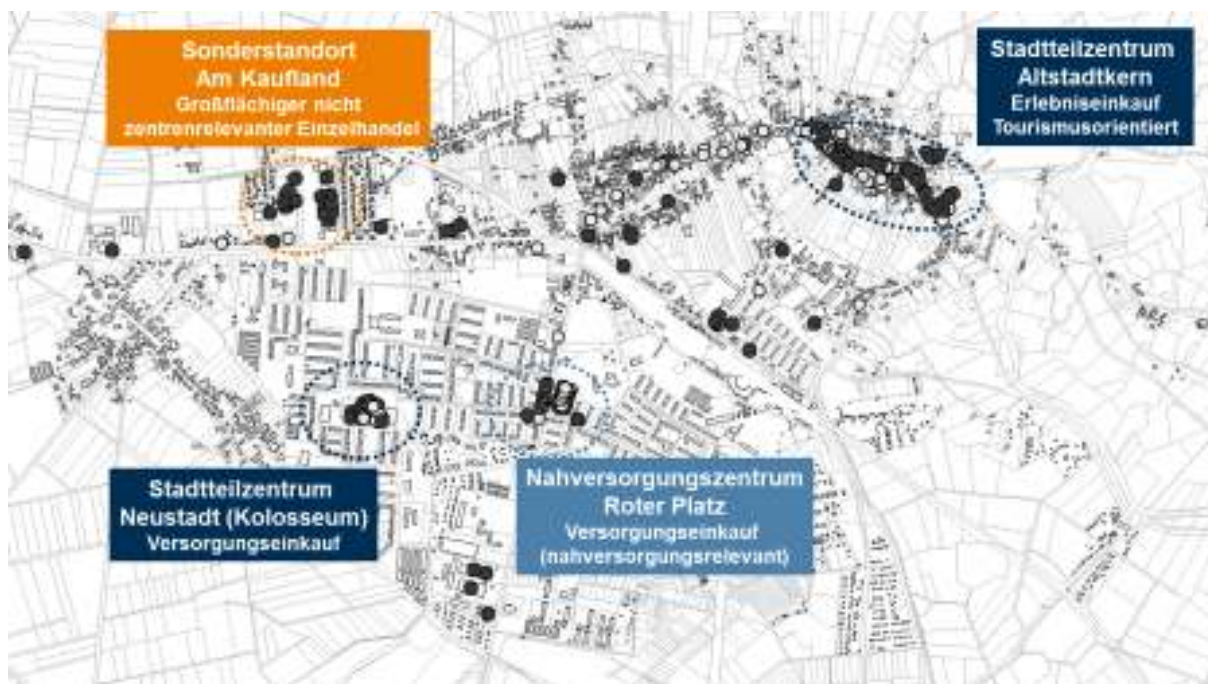 Sonderstandort
Am Kaufland
Großflächiger nicht
zentrenrelevanter Einzelhandel
Stadtteilzentrum
Altstadtkern
Erlebniseinkauf
Tourismusorientiert
Stadtteilzentrum
Neustadt (Kolosseum)
Versorgungseinkauf
Nahversorgungszentrum
Roter Platz
Versorgungseinkauf
(nahversorgungsrelevant)